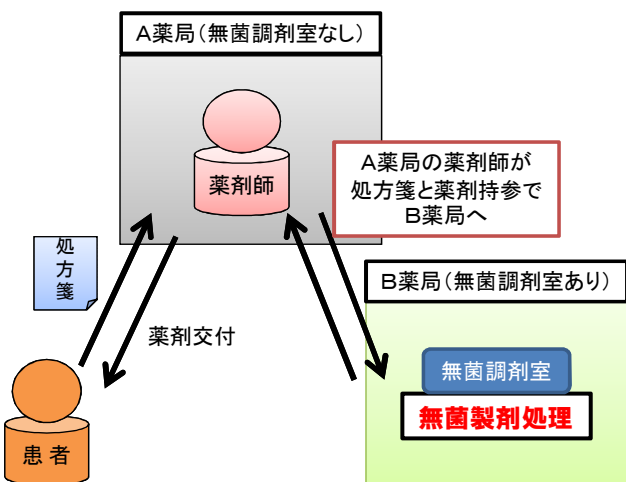 A薬局(無菌調剤室なし)
薬剤師
A薬局の薬剤師が
処方箋と薬剤持参で
B薬局へ
処
方
箋
B薬局(無菌調剤室あり)
薬剤交付
無菌調剤室
無菌製剤処理
患者